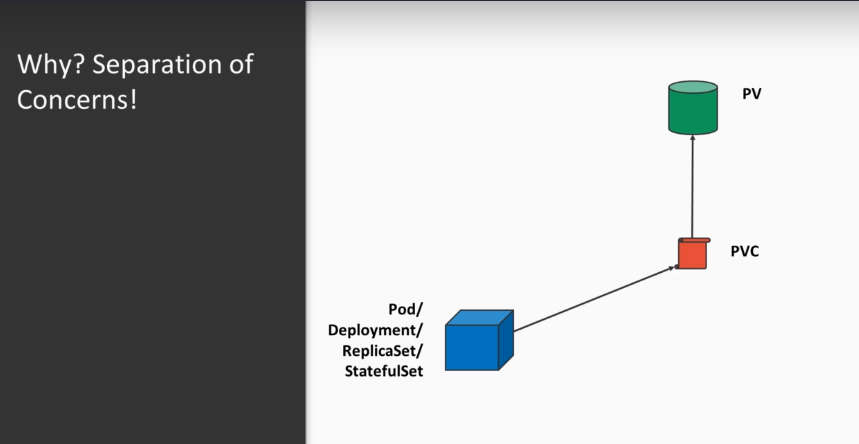 Why? Separation of
Concerns!
PV
PVC
Pod/
Deployment/
ReplicaSet/
StatefulSet